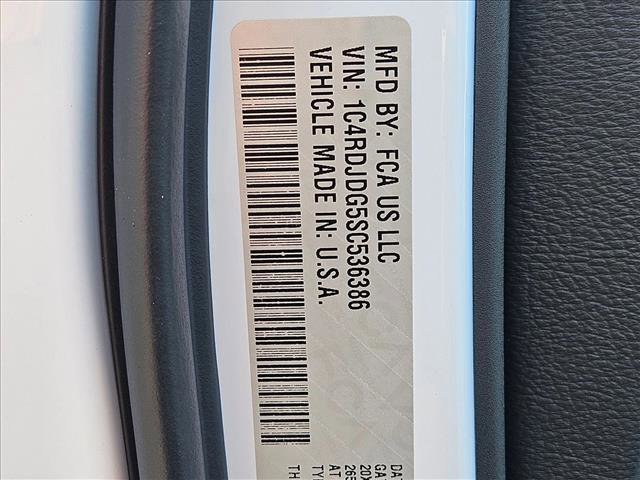 MFD BY: FCA US LLC
VIN: 1C4RDJDG5SC536386
VEHICLE MADE IN: U.S.A.